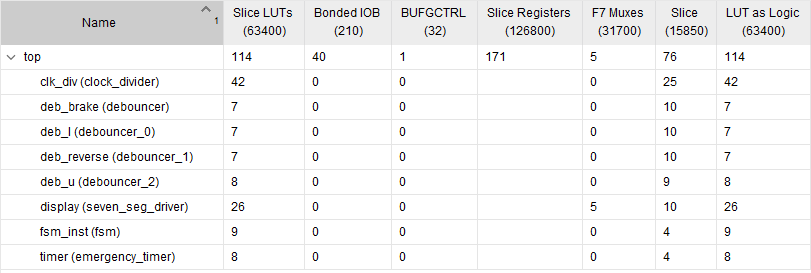 Name 1 Slice LUTs (63400) Bonded IOB (210) BUFGCTRL (32) Slice Registers (126800) F7 Muxes (31700) Slice (15850) LUT as Logic (63400)
top 114 40 1 171 5 76 114
clk_div (clock_divider) 42 0 0 0 25 42
deb_brake (debouncer) 7 0 0 0 10 7
deb_l (debouncer_0) 7 0 0 0 10 7
deb_reverse (debouncer_1) 7 0 0 0 10 7
deb_u (debouncer_2) 8 0 0 0 9 8
display (seven_seg_driver) 26 0 0 5 10 26
fsm_inst (fsm) 9 0 0 0 4 9
timer (emergency_timer) 8 0 0 0 4 8